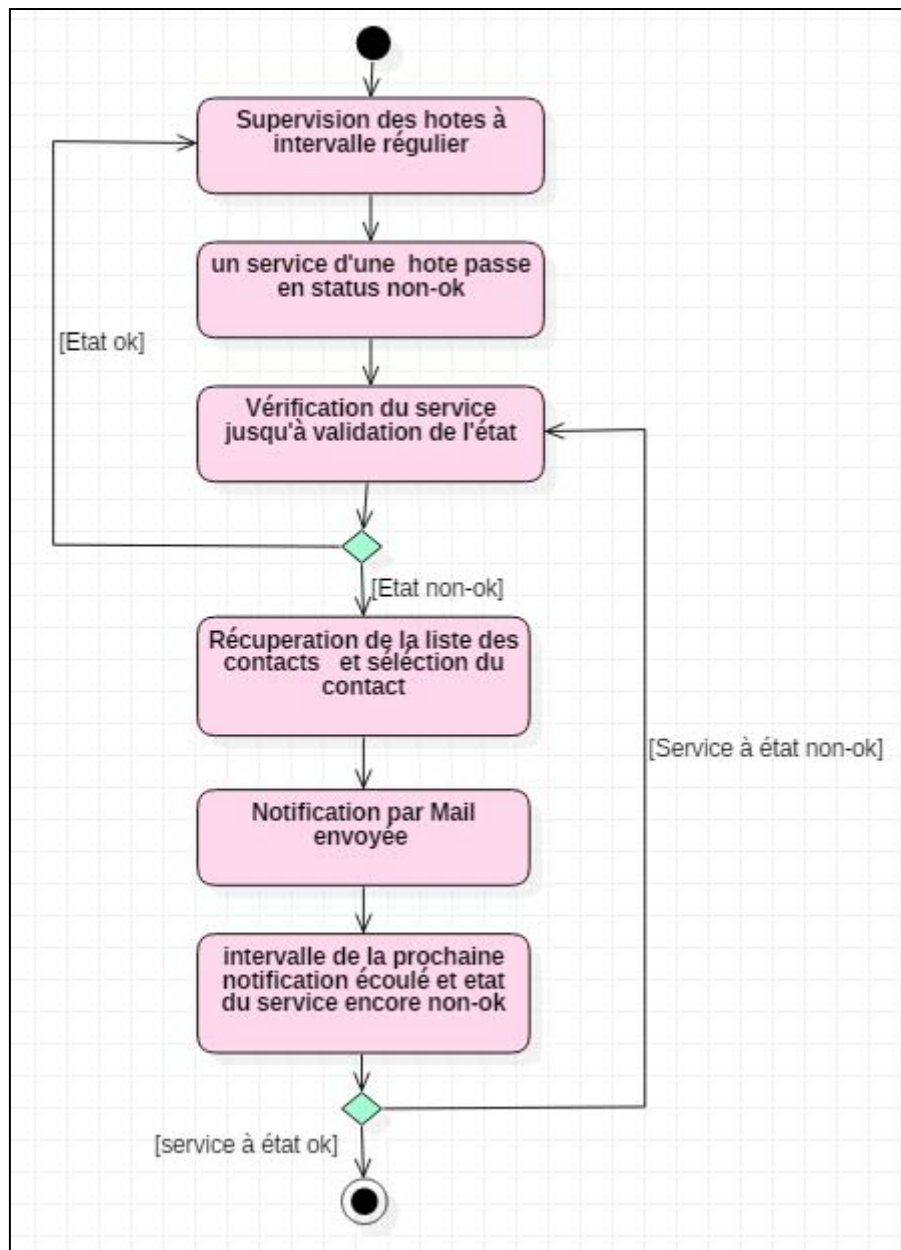 Supervision des hotes à
intervalle régulier
un service d'une hote passe
en status non-ok
[Etat ok]
Vérification du service
jusqu'à validation de l'état
[Etat non-ok]
Récuperation de la liste des
contacts et séléction du
contact
[Service à état non-ok]
Notification par Mail
envoyée
intervalle de la prochaine
notification écoulé et etat
du service encore non-ok
[service à état ok]